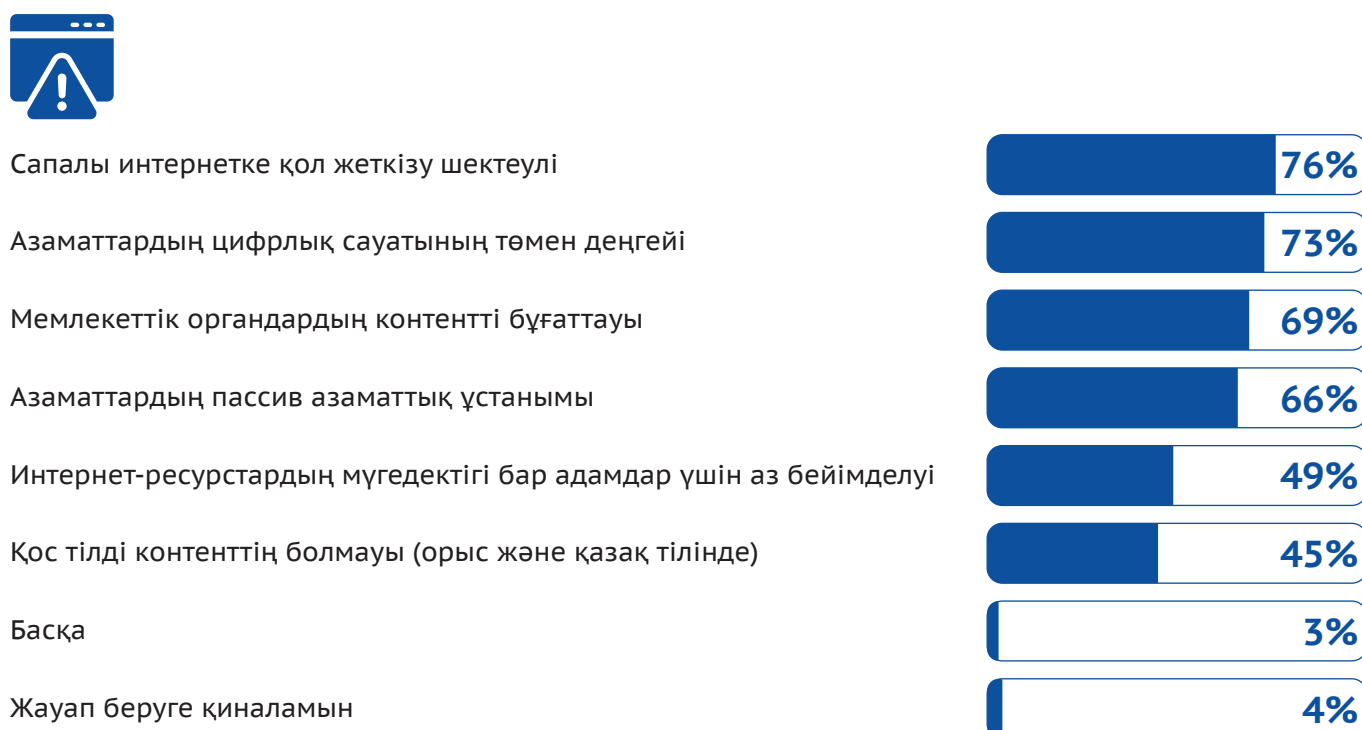 Сапалы интернетке қол жеткізу шектеулі 76%
Азаматтардың цифрлық сауатының төмен деңгейі 73%
Мемлекеттік органдардың контентті бұғаттауы 69%
Азаматтардың пассив азаматтық ұстанымы 66%
Интернет-ресурстардың мүгедектігі бар адамдар үшін аз бейімделуі 49%
Қос тілді контенттің болмауы (орыс және қазақ тілінде) 45%
Басқа 3%
Жауап беруге қиналамын 4%